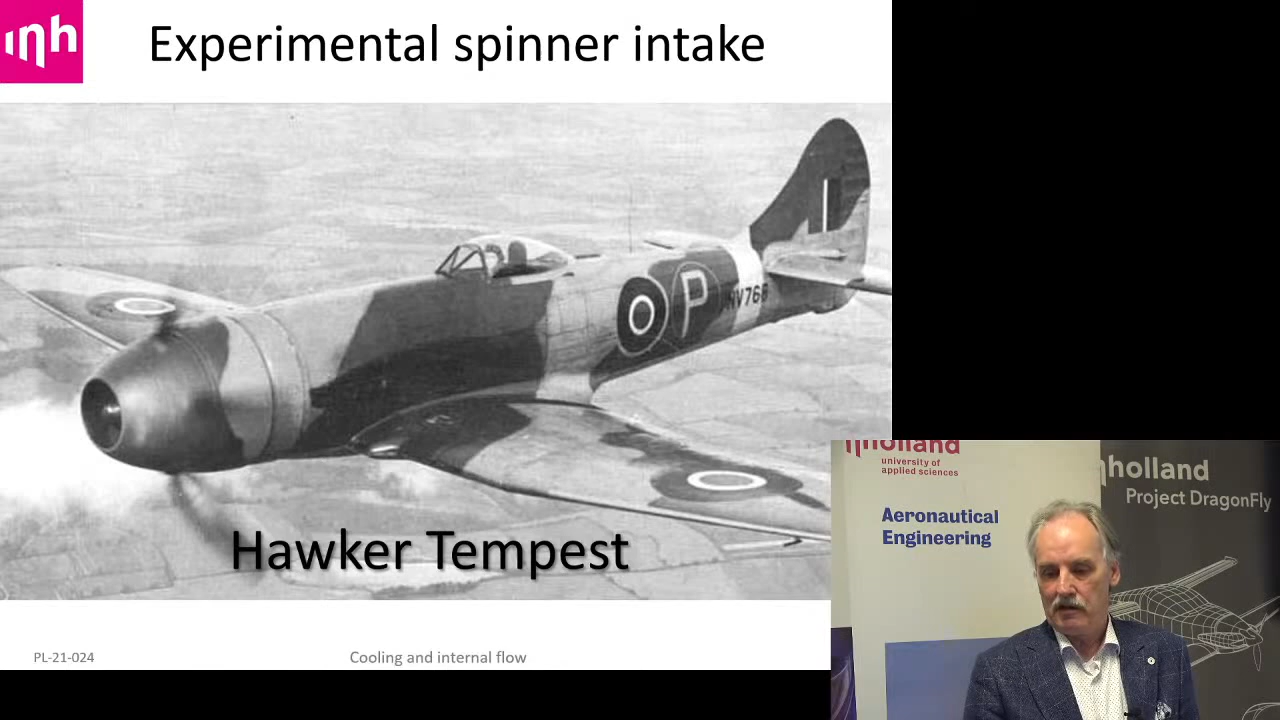 inh
Experimental spinner intake
P
NV768
Hawker Tempest
PL-21-024
Cooling and internal flow
inholland
university of
applied sciences
Aeronautical
Engineering
inholland
Project DragonFly